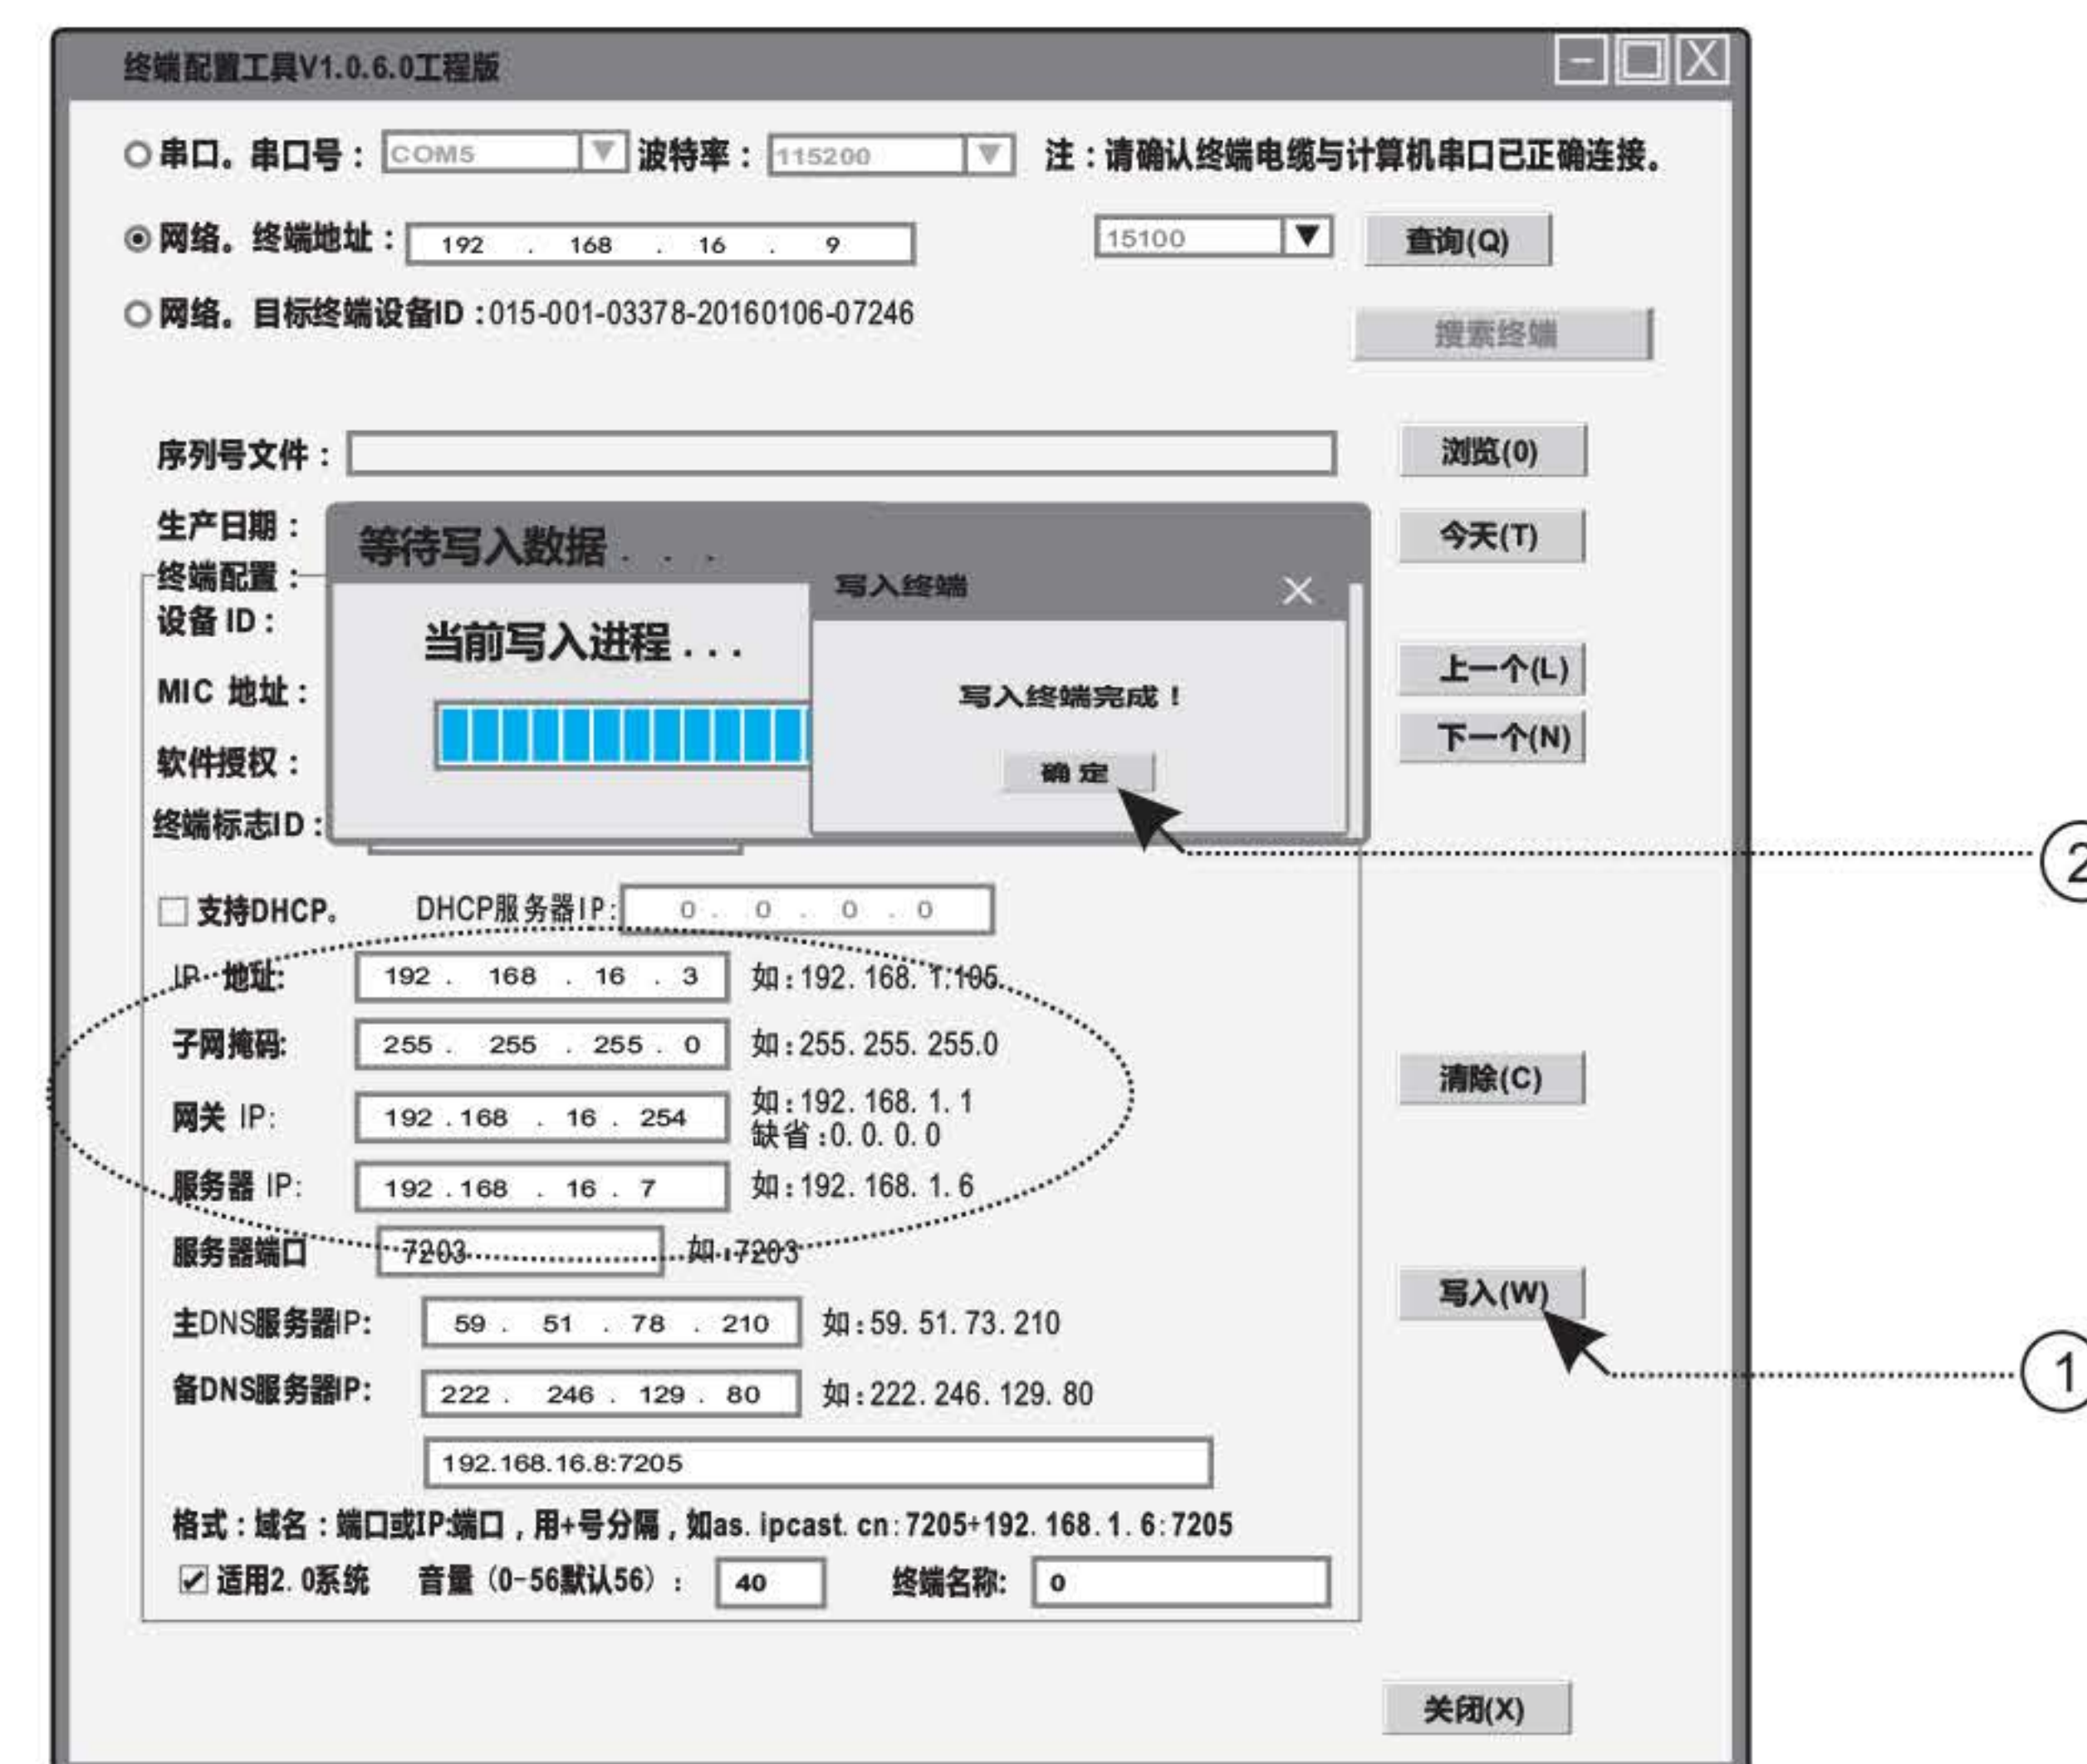 终端配置工具V1.0.6.0工程版
串口。串口号： COM5 波特率： 115200 注：请确认终端电缆与计算机串口已正确连接。
网络。终端地址： 192 . 168 . 16 . 9 15100 查询(Q)
网络。目标终端设备ID：015-001-03378-20160106-07246
搜索终端
序列号文件： 浏览(0)
生产日期： 今天(T)
等待写入数据 . . .
终端配置：
写入终端
设备 ID：
当前写入进程 . . .
上一个(L)
MIC 地址：
写入终端完成！
下一个(N)
软件授权：
确 定
终端标志ID：
②
支持DHCP。 DHCP服务器IP: 0 . 0 . 0 . 0
IP 地址: 192 . 168 . 16 . 3 如:192. 168. 1.105
子网掩码: 255 . 255 . 255 . 0 如:255. 255. 255.0
清除(C)
网关 IP: 192 . 168 . 16 . 254 如:192. 168. 1. 1
缺省:0. 0. 0. 0
服务器 IP: 192 . 168 . 16 . 7 如:192. 168. 1. 6
服务器端口 7203 如:7203
写入(W)
主DNS服务器IP: 59 . 51 . 78 . 210 如:59. 51. 73. 210
①
备DNS服务器IP: 222 . 246 . 129 . 80 如:222. 246. 129. 80
192.168.16.8:7205
格式：域名：端口或IP:端口，用+号分隔，如as. ipcast. cn:7205+192. 168. 1. 6:7205
适用2. 0系统 音量（0-56默认56）： 40 终端名称: 0
关闭(X)